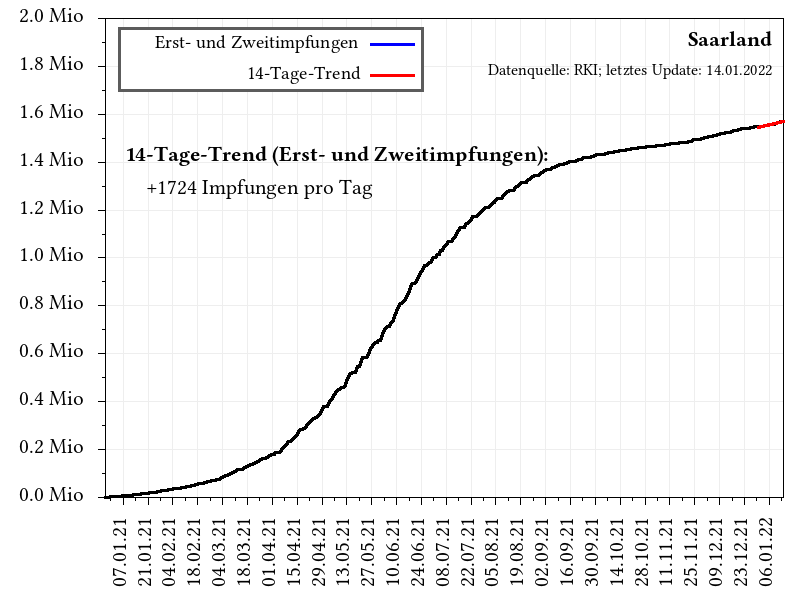 2.0 Mio
1.8 Mio
1.6 Mio
1.4 Mio
1.2 Mio
1.0 Mio
0.8 Mio
0.6 Mio
0.4 Mio
0.2 Mio
0.0 Mio
Erst- und Zweitimpfungen
14-Tage-Trend
Saarland
Datenquelle: RKI; letztes Update: 14.01.2022
14-Tage-Trend (Erst- und Zweitimpfungen):
+1724 Impfungen pro Tag
07.01.21
21.01.21
04.02.21
18.02.21
04.03.21
18.03.21
01.04.21
15.04.21
29.04.21
13.05.21
27.05.21
10.06.21
24.06.21
08.07.21
22.07.21
05.08.21
19.08.21
02.09.21
16.09.21
30.09.21
14.10.21
28.10.21
11.11.21
25.11.21
09.12.21
23.12.21
06.01.22